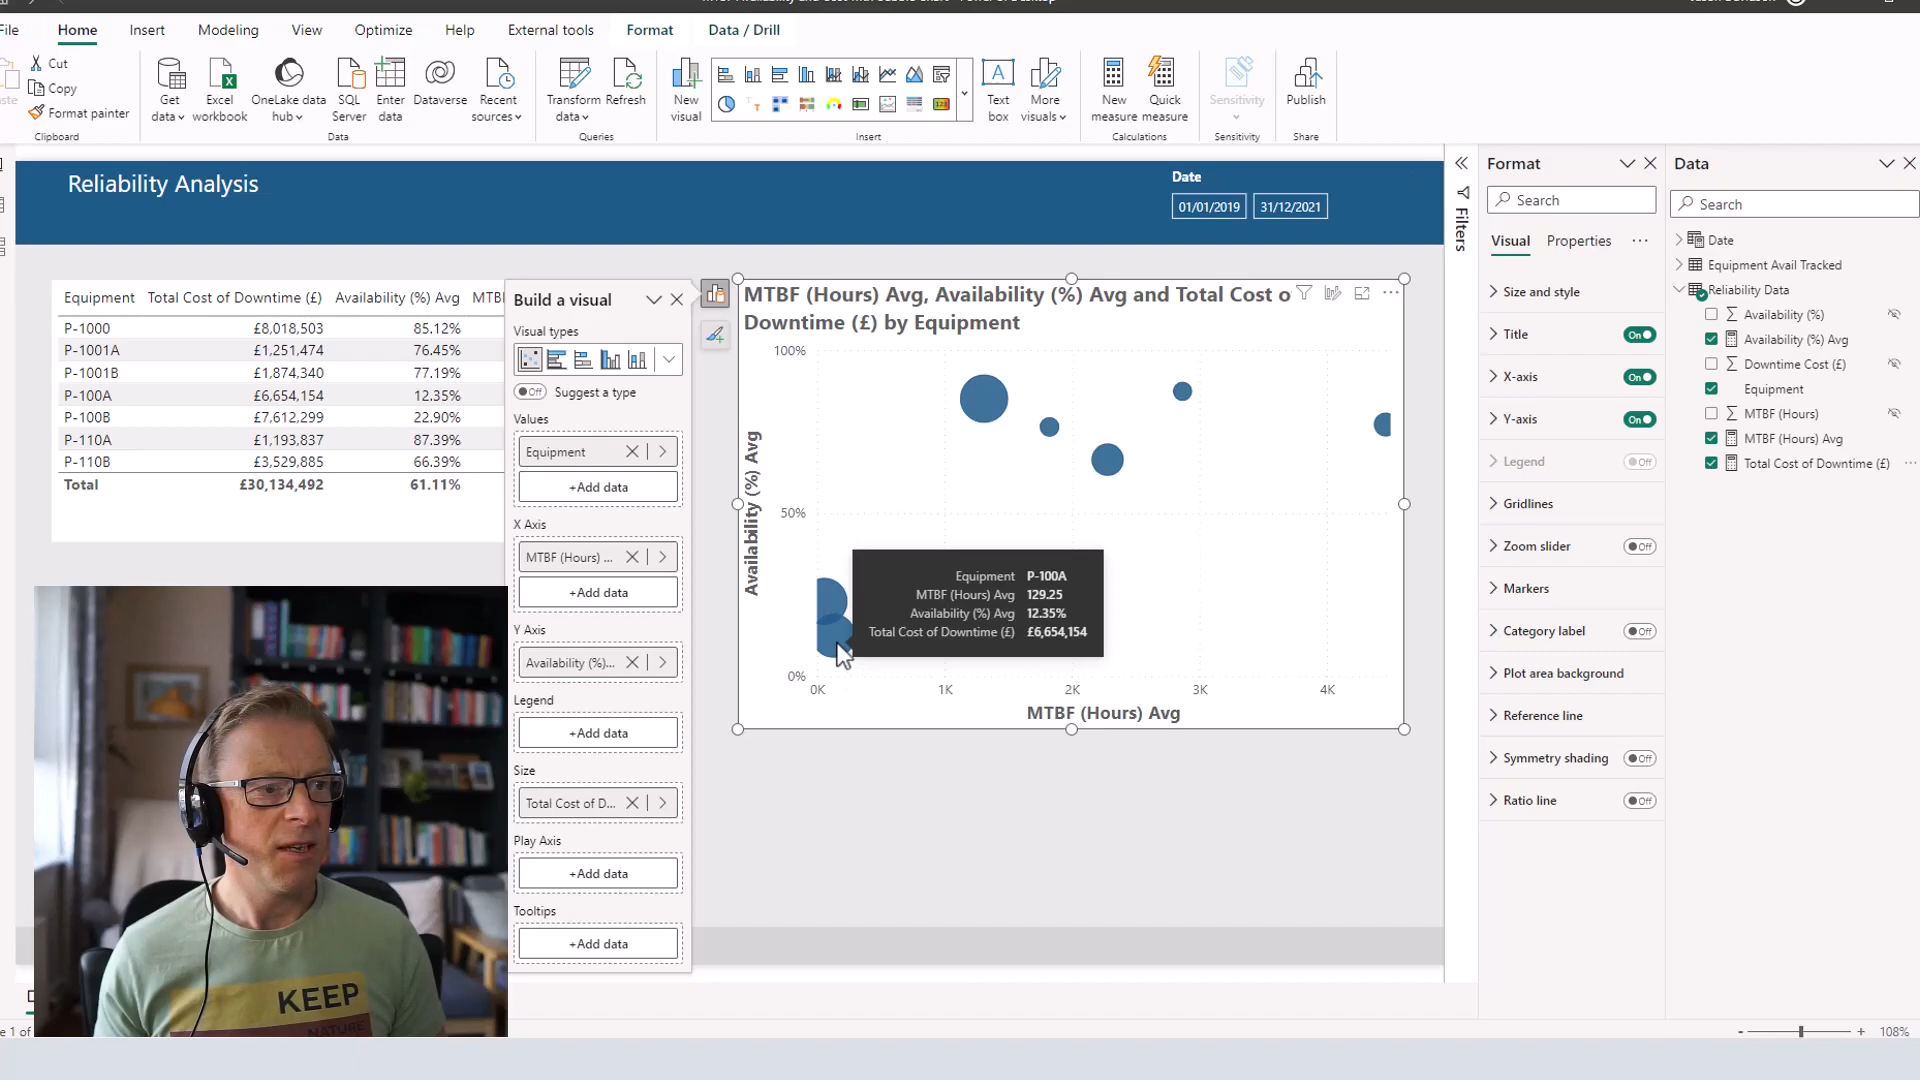 File Home Insert Modeling View Optimize Help External tools Format Data / Drill
Cut
Copy
Format painter
Clipboard
Get data
Excel workbook
OneLake data hub
SQL Server
Enter data
Dataverse
Recent sources
Data
Transform data
Refresh
Queries
New visual
Text box
More visuals
Insert
New measure
Quick measure
Calculations
Sensitivity
Sensitivity
Publish
Share
Reliability Analysis
Date
01/01/2019 31/12/2021
Equipment Total Cost of Downtime (£) Availability (%) Avg
P-1000 £8,018,503 85.12%
P-1001A £1,251,474 76.45%
P-1001B £1,874,340 77.19%
P-100A £6,654,154 12.35%
P-100B £7,612,299 22.90%
P-110A £1,193,837 87.39%
P-110B £3,529,885 66.39%
Total £30,134,492 61.11%
Build a visual
Visual types
Off Suggest a type
Values
Equipment
+Add data
X Axis
MTBF (Hours) ...
+Add data
Y Axis
Availability (%)...
Legend
+Add data
Size
Total Cost of D...
Play Axis
+Add data
Tooltips
+Add data
MTBF (Hours) Avg, Availability (%) Avg and Total Cost o
Downtime (£) by Equipment
100%
50%
0%
Availability (%) Avg
0K 1K 2K 3K 4K
MTBF (Hours) Avg
Equipment P-100A
MTBF (Hours) Avg 129.25
Availability (%) Avg 12.35%
Total Cost of Downtime (£) £6,654,154
Filters
Format
Search
Visual Properties ...
Size and style
Title On
X-axis On
Y-axis On
Legend Off
Gridlines
Zoom slider Off
Markers
Category label Off
Plot area background
Reference line
Symmetry shading Off
Ratio line Off
Data
Search
Date
Equipment Avail Tracked
Reliability Data
Availability (%)
Availability (%) Avg
Downtime Cost (£)
Equipment
MTBF (Hours)
MTBF (Hours) Avg
Total Cost of Downtime (£) ...
KEEP
NATURE
108%